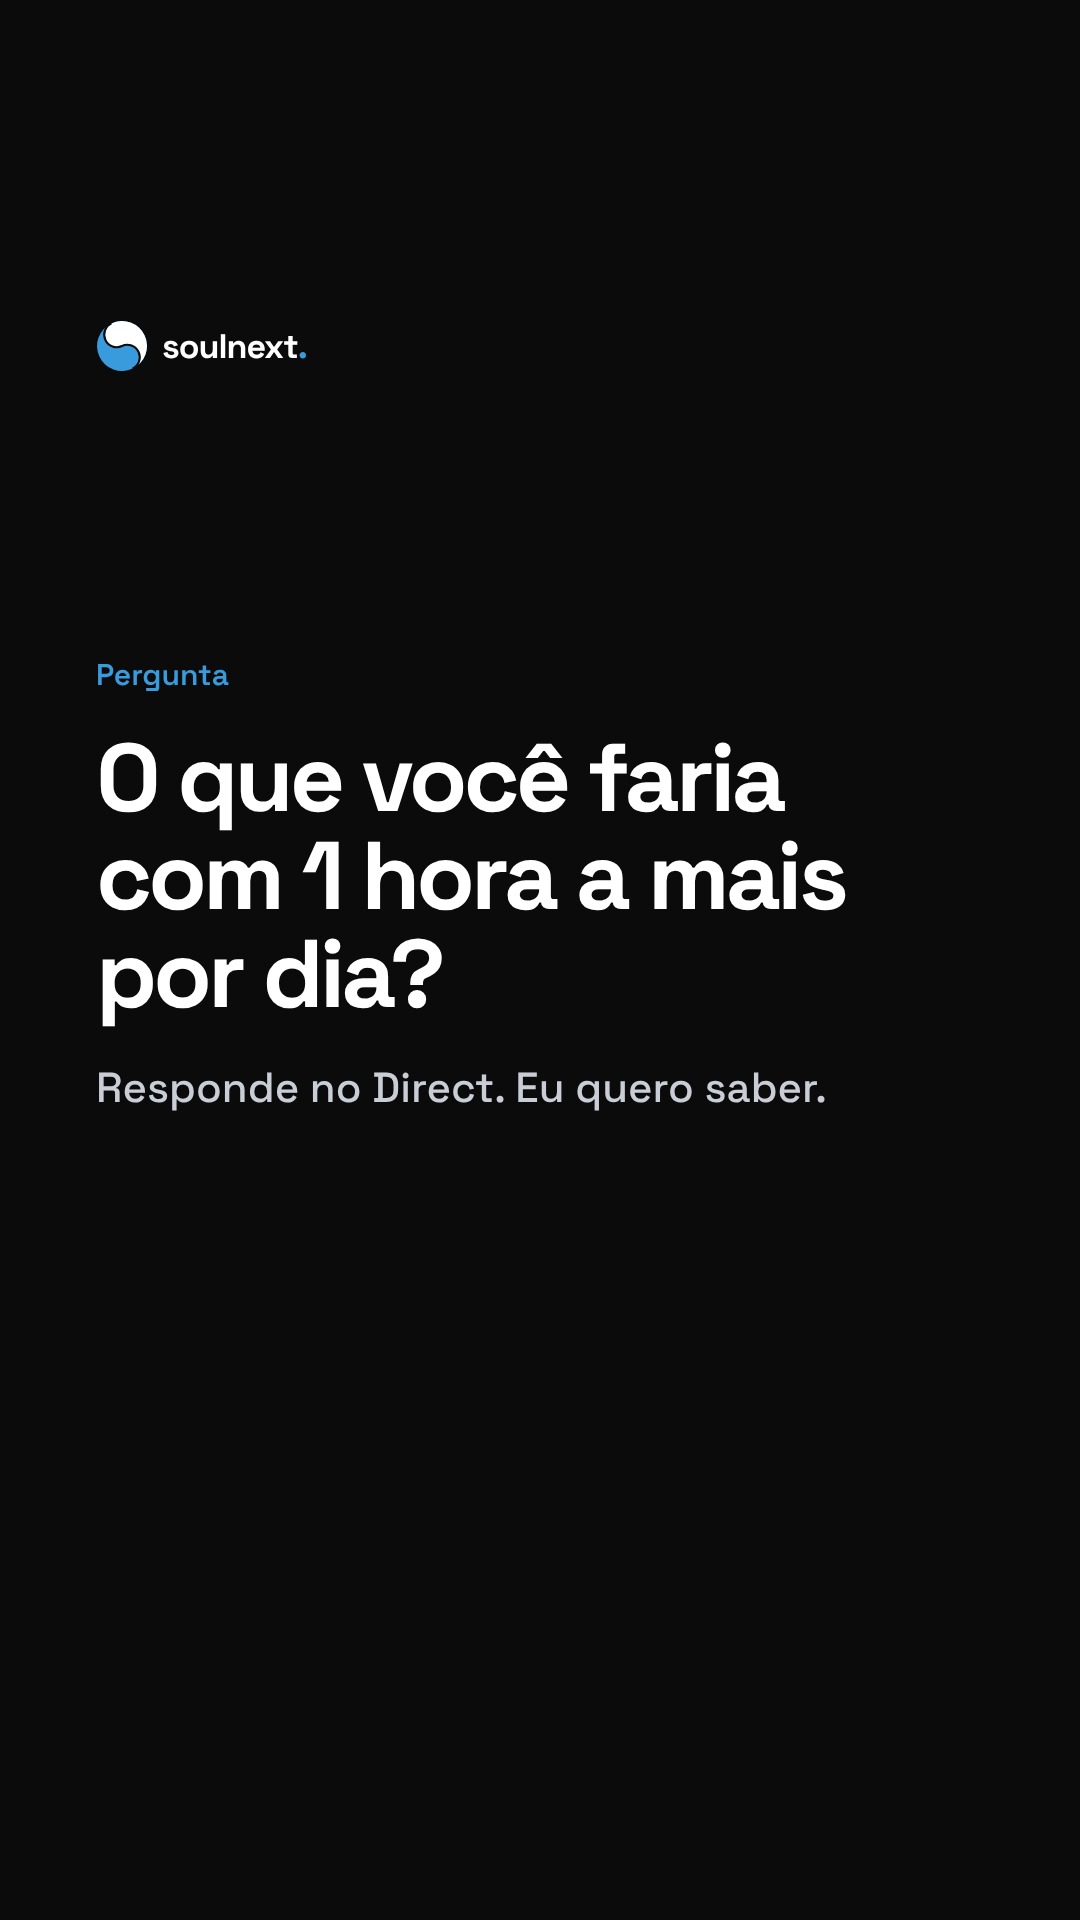 soulnext.
Pergunta
O que você faria
com 1 hora a mais
por dia?
Responde no Direct. Eu quero saber.